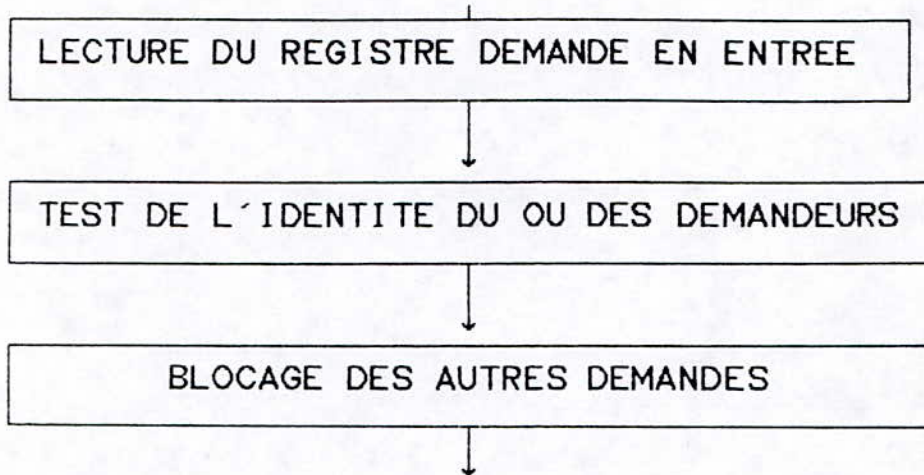 LECTURE DU REGISTRE DEMANDE EN ENTREE
TEST DE L'IDENTITE DU OU DES DEMANDEURS
BLOCAGE DES AUTRES DEMANDES